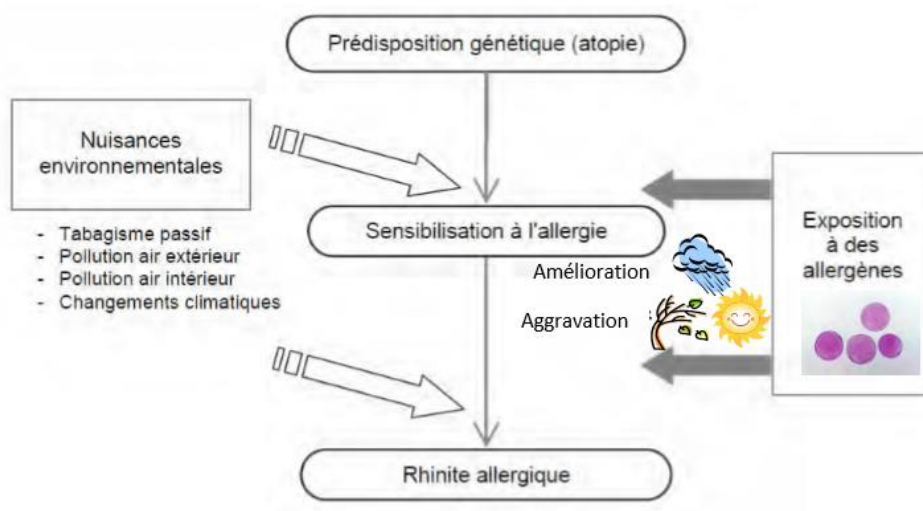 Prédisposition génétique (atopie)
Nuisances
environnementales
- Tabagisme passif
- Pollution air extérieur
- Pollution air intérieur
- Changements climatiques
Sensibilisation à l'allergie
Amélioration
Aggravation
Exposition
à des
allergènes
Rhinite allergique